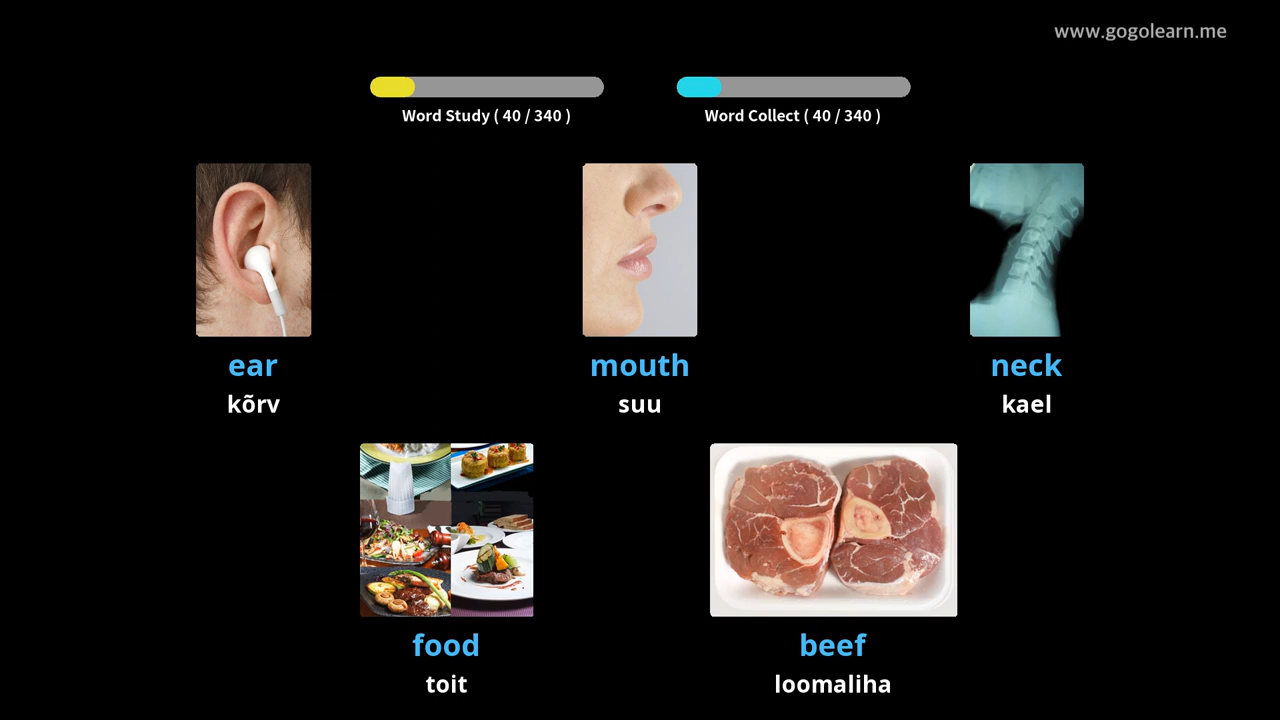 www.gogolearn.me
Word Study ( 40 / 340 )
Word Collect ( 40 / 340 )
ear
kõrv
mouth
suu
neck
kael
food
toit
beef
loomaliha